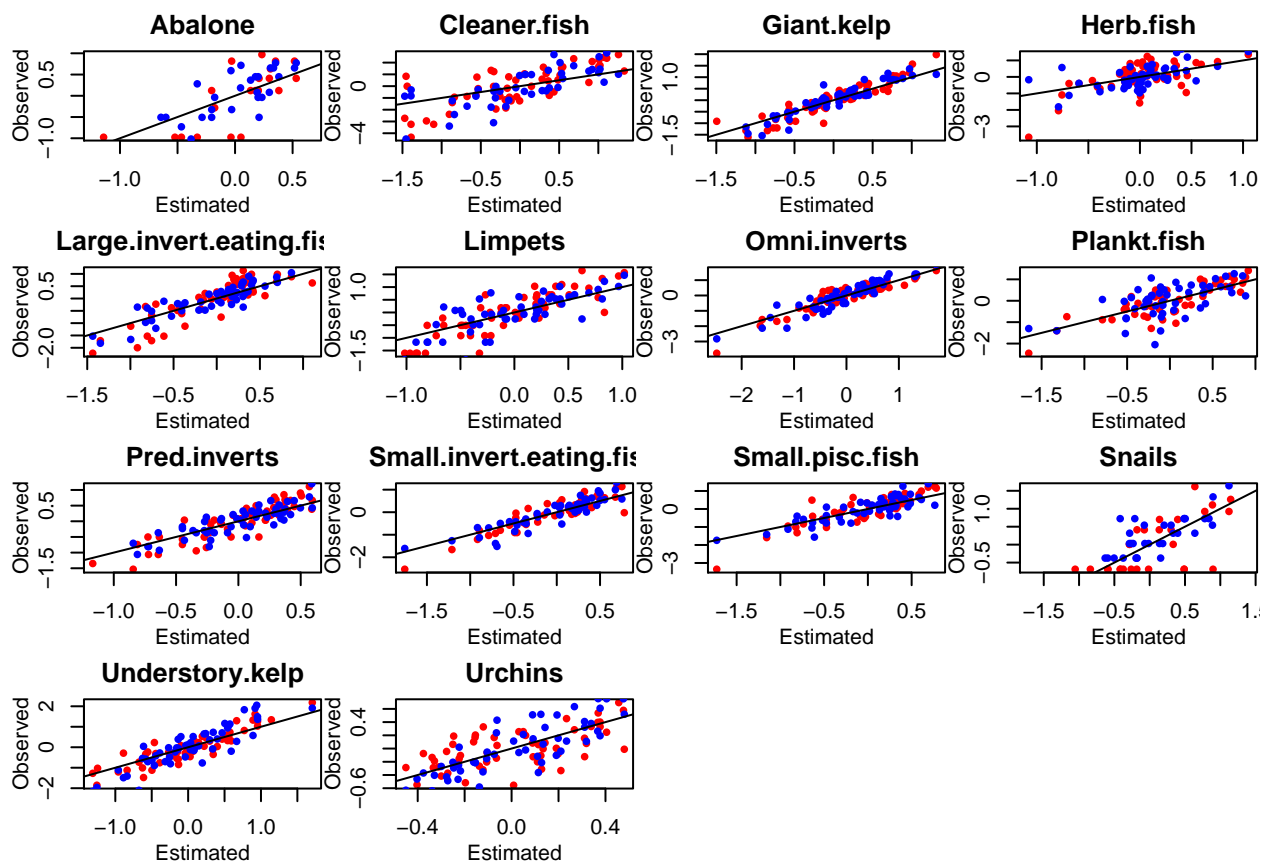 Abalone Cleaner.fish Giant.kelp Herb.fish
Observed −1.0 0.5
Observed −4 0
Observed −1.5 1.0
Observed −3 0
−1.0 0.0 0.5
−1.5 −0.5 0.5
−1.5 −0.5 0.5
−1.0 0.0 1.0
Estimated Estimated Estimated Estimated
Large.invert.eating.fis Limpets Omni.inverts Plankt.fish
Observed −2.0 0.5
Observed −1.5 1.0
Observed −3 0
Observed −2 0
−1.5 −0.5 0.5
−1.0 0.0 1.0
−2 −1 0 1
−1.5 −0.5 0.5
Estimated Estimated Estimated Estimated
Pred.inverts Small.invert.eating.fis Small.pisc.fish Snails
Observed −1.5 0.5
Observed −2 0
Observed −3 0
Observed −0.5 1.0
−1.0 −0.5 0.0 0.5
−1.5 −0.5 0.5
−1.5 −0.5 0.5
−1.5 −0.5 0.5 1.5
Estimated Estimated Estimated Estimated
Understory.kelp Urchins
Observed −2 0 2
Observed −0.6 0.4
−1.0 0.0 1.0
−0.4 0.0 0.4
Estimated Estimated